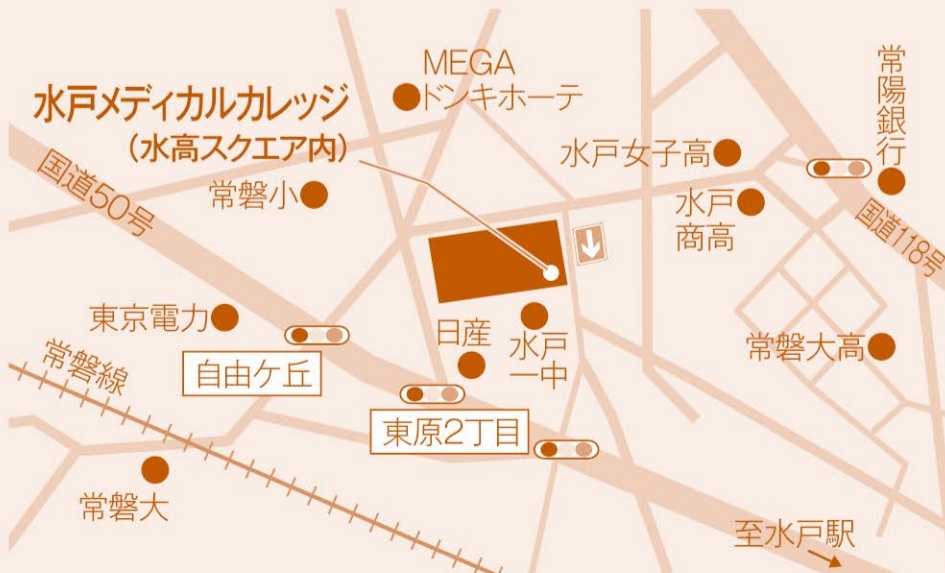 MEGA
ドンキホーテ
水戸メディカルカレッジ
(水高スクエア内)
常陽銀行
水戸女子高
国道50号
常磐小
水戸
商高
国道118号
東京電力
日産
水戸
一中
常磐大高
常磐線
自由ケ丘
東原2丁目
常磐大
至水戸駅